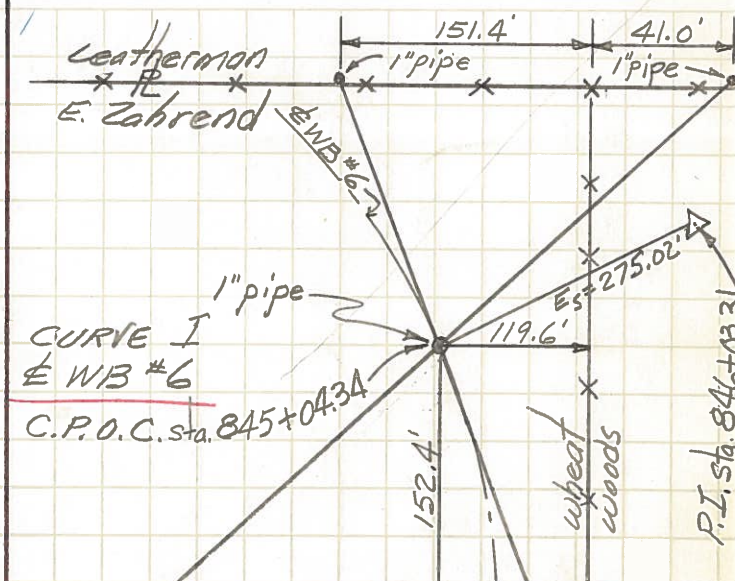 151.4' 41.0'
Leatherman 1"pipe 1"pipe
PL
E. Zahrend
℄ WB #6
1"pipe
Es=275.02'
119.6'
CURVE I
℄ WB #6
C.P.O.C. sta. 845+04.34
152.4'
wheat
woods
P.I. sta.